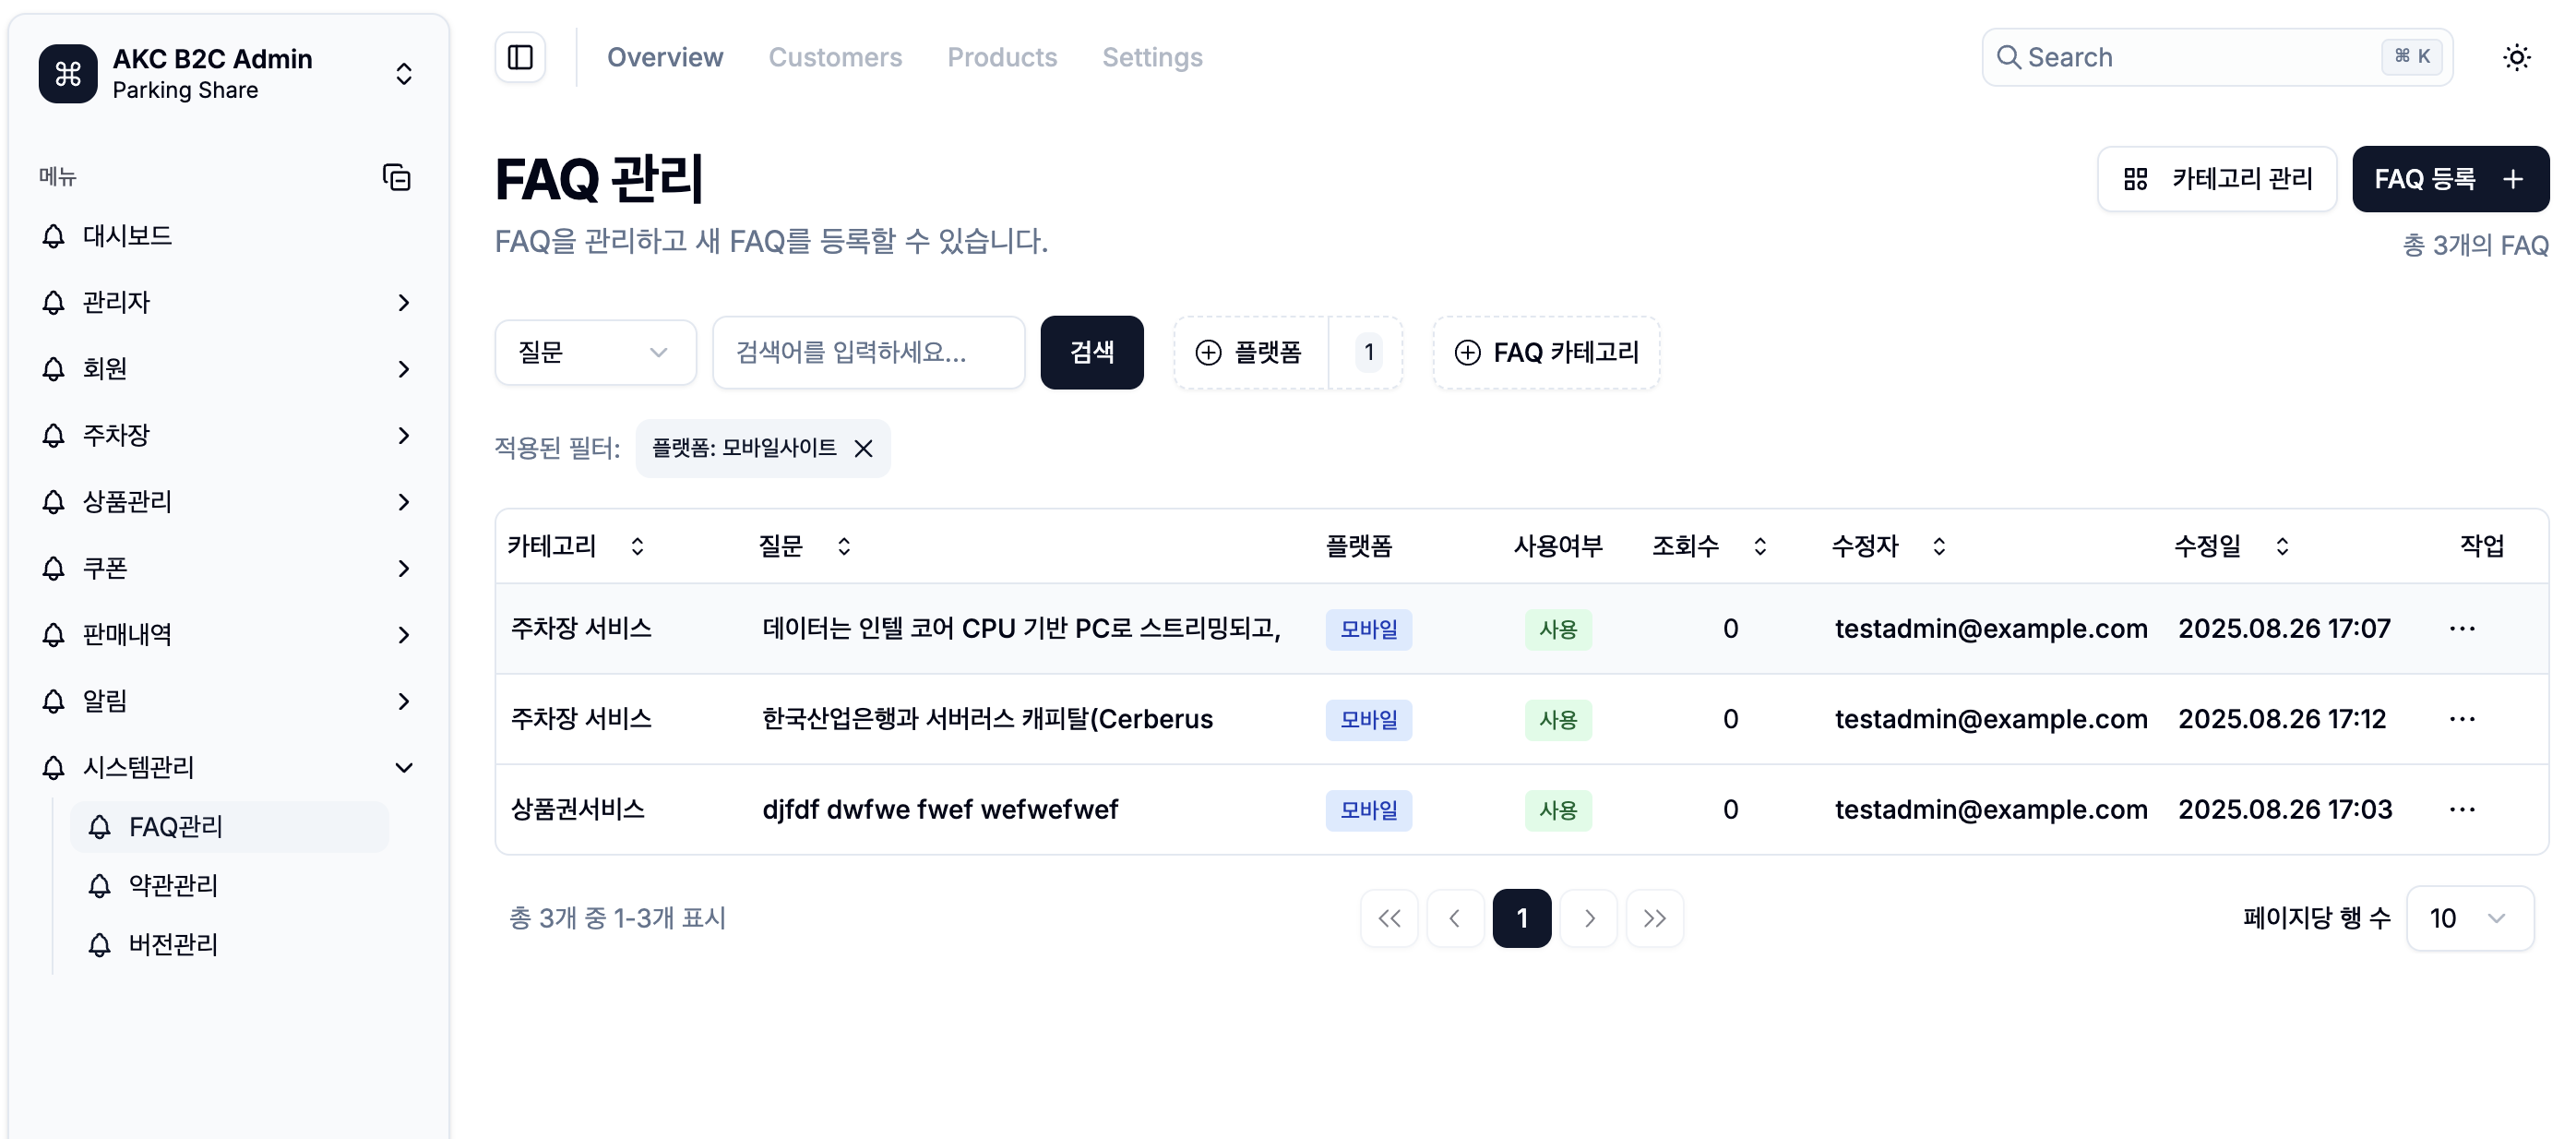 AKC B2C Admin
Parking Share
메뉴
대시보드
관리자
회원
주차장
상품관리
쿠폰
판매내역
알림
시스템관리
FAQ관리
약관관리
버전관리
Overview Customers Products Settings
Search ⌘ K
FAQ 관리
FAQ을 관리하고 새 FAQ를 등록할 수 있습니다.
카테고리 관리
FAQ 등록
총 3개의 FAQ
질문 검색어를 입력하세요... 검색 플랫폼 1 FAQ 카테고리
적용된 필터: 플랫폼: 모바일사이트
카테고리 질문 플랫폼 사용여부 조회수 수정자 수정일 작업
주차장 서비스 데이터는 인텔 코어 CPU 기반 PC로 스트리밍되고, 모바일 사용 0 testadmin@example.com 2025.08.26 17:07 ···
주차장 서비스 한국산업은행과 서버러스 캐피탈(Cerberus 모바일 사용 0 testadmin@example.com 2025.08.26 17:12 ···
상품권서비스 djfdf dwfwe fwef wefwefwef 모바일 사용 0 testadmin@example.com 2025.08.26 17:03 ···
총 3개 중 1-3개 표시 1 페이지당 행 수 10